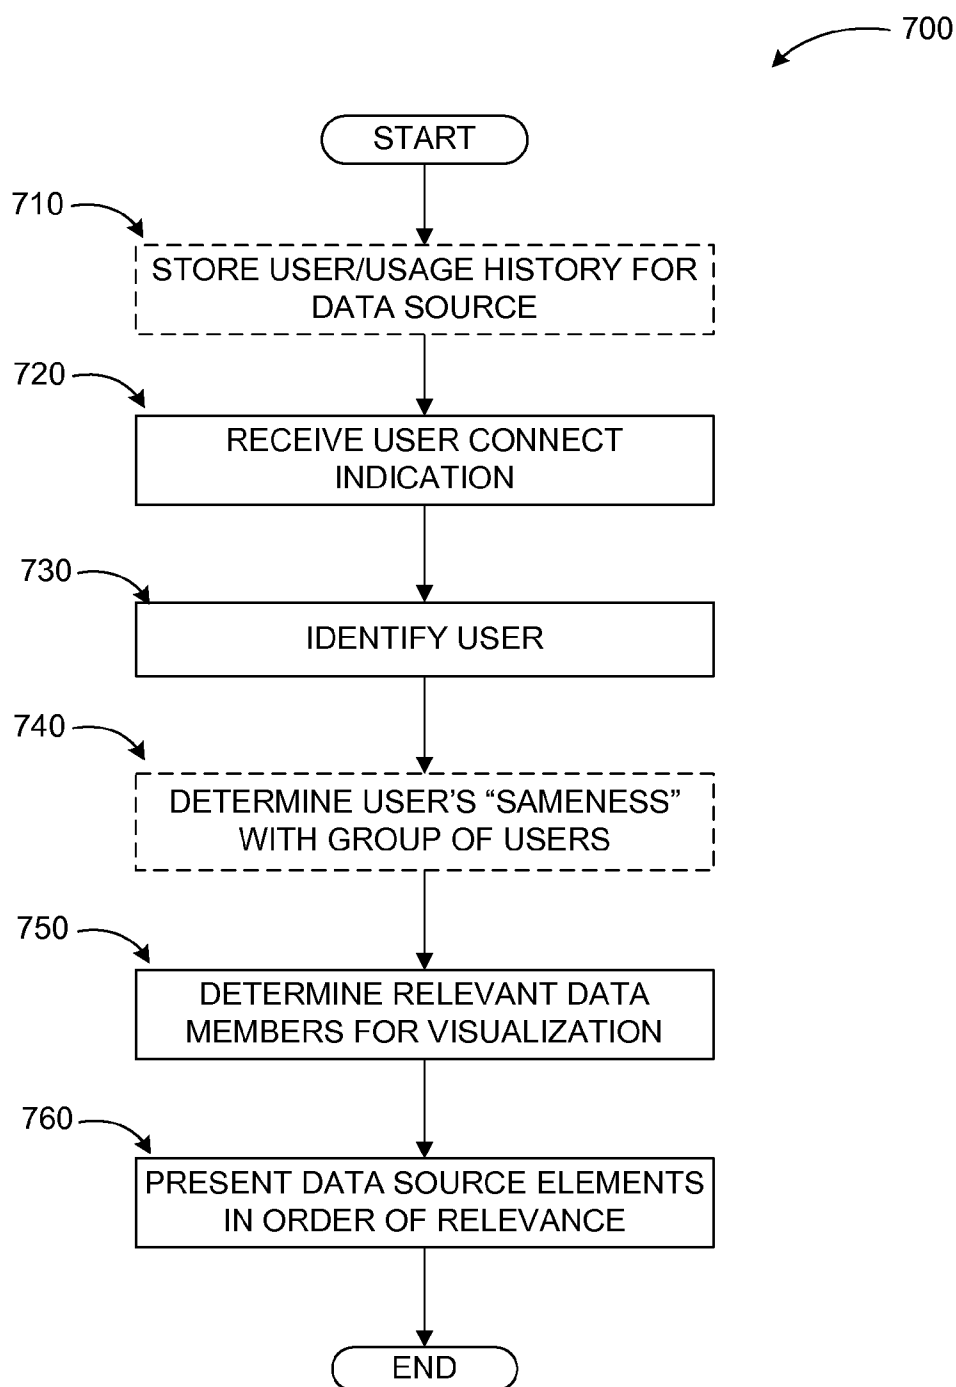 700
START
710
STORE USER/USAGE HISTORY FOR
DATA SOURCE
720
RECEIVE USER CONNECT
INDICATION
730
IDENTIFY USER
740
DETERMINE USER’S “SAMENESS”
WITH GROUP OF USERS
750
DETERMINE RELEVANT DATA
MEMBERS FOR VISUALIZATION
760
PRESENT DATA SOURCE ELEMENTS
IN ORDER OF RELEVANCE
END